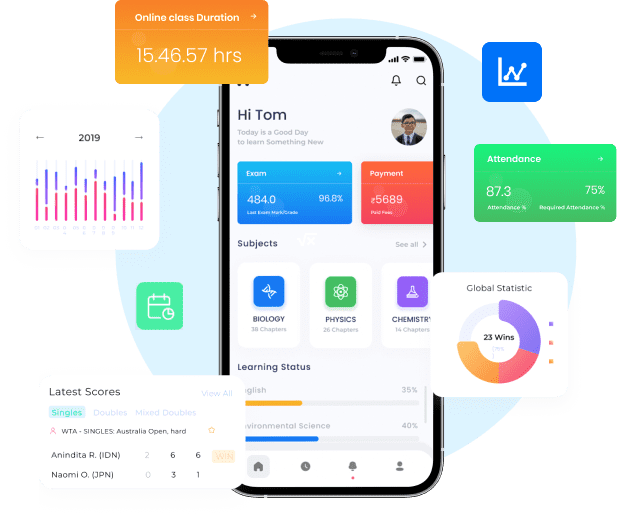 Online class Duration
15.46.57 hrs
2019
Hi Tom
Today is a Good Day
to learn Something New
Exam
484.0
96.8%
Last Exam Mark/Grade
Payment
₹5689
Paid Fees
Attendance
87.3
75%
Attendance %
Required Attendance %
Subjects
See all
BIOLOGY
38 Chapters
PHYSICS
26 Chapters
CHEMISTRY
14 Chapters
Global Statistic
23 Wins
Learning Status
nglish
35%
nvironmental Science
40%
Latest Scores
View All
Singles Doubles Mixed Doubles
WTA - SINGLES: Australia Open, hard
Anindita R. (IDN) 2 6 6 WIN
Naomi O. (JPN) 0 3 1